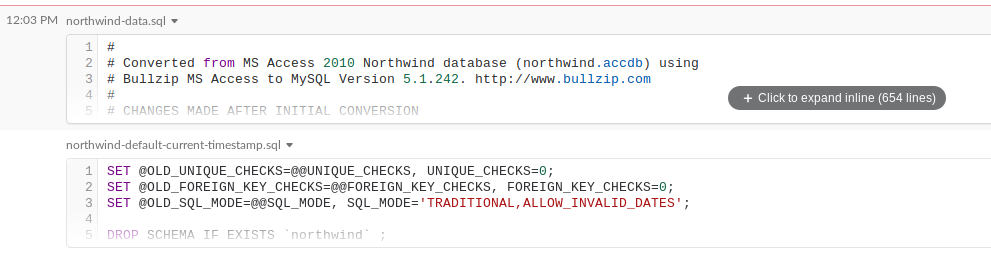 12:03 PM northwind-data.sql
1 #
2 # Converted from MS Access 2010 Northwind database (northwind.accdb) using
3 # Bullzip MS Access to MySQL Version 5.1.242. http://www.bullzip.com
4 #
+ Click to expand inline (654 lines)
5 # CHANGES MADE AFTER INITIAL CONVERSION
northwind-default-current-timestamp.sql
1 SET @OLD_UNIQUE_CHECKS=@@UNIQUE_CHECKS, UNIQUE_CHECKS=0;
2 SET @OLD_FOREIGN_KEY_CHECKS=@@FOREIGN_KEY_CHECKS, FOREIGN_KEY_CHECKS=0;
3 SET @OLD_SQL_MODE=@@SQL_MODE, SQL_MODE='TRADITIONAL,ALLOW_INVALID_DATES';
4
5 DROP SCHEMA IF EXISTS `northwind` ;